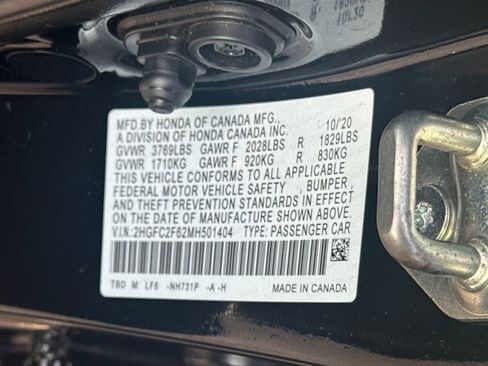 MFD.BY HONDA OF CANADA MFG., 10/'20
A DIVISION OF HONDA CANADA INC.
GVWR 3769LBS GAWR F 2028LBS R 1829LBS
GVWR 1710KG GAWR F 920KG R 830KG
THIS VEHICLE CONFORMS TO ALL APPLICABLE
FEDERAL MOTOR VEHICLE SAFETY , BUMPER ,
AND THEFT PREVENTION STANDARDS IN EFFECT
ON THE DATE OF MANUFACTURE SHOWN ABOVE.
V.I.N.:2HGFC2F62MH501404 TYPE: PASSENGER CAR
TBD M LF6 -NH731P -A -H MADE IN CANADA